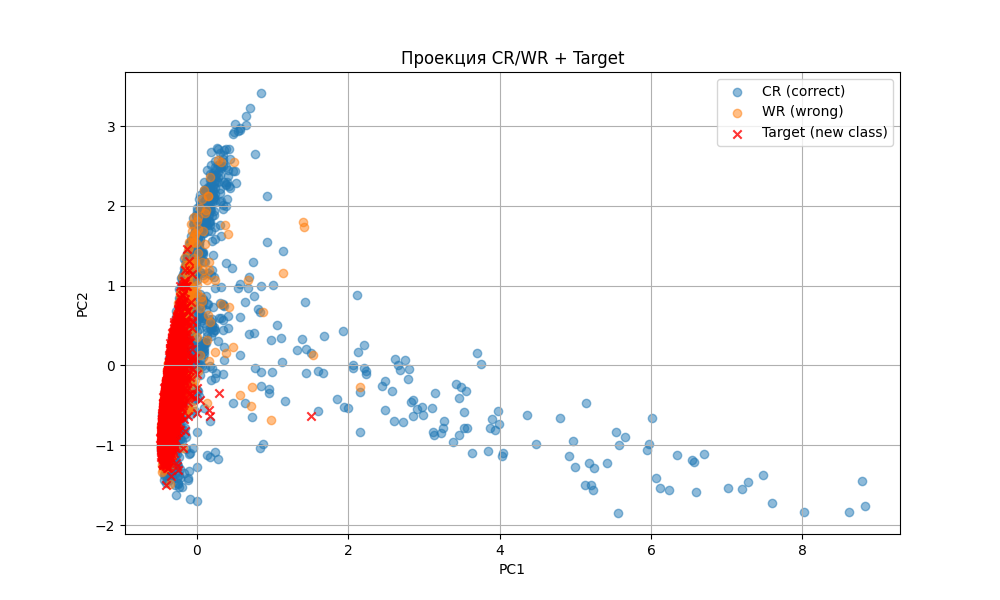 Проекция CR/WR + Target
CR (correct)
WR (wrong)
Target (new class)
3
2
1
0
−1
−2
PC2
0 2 4 6 8
PC1